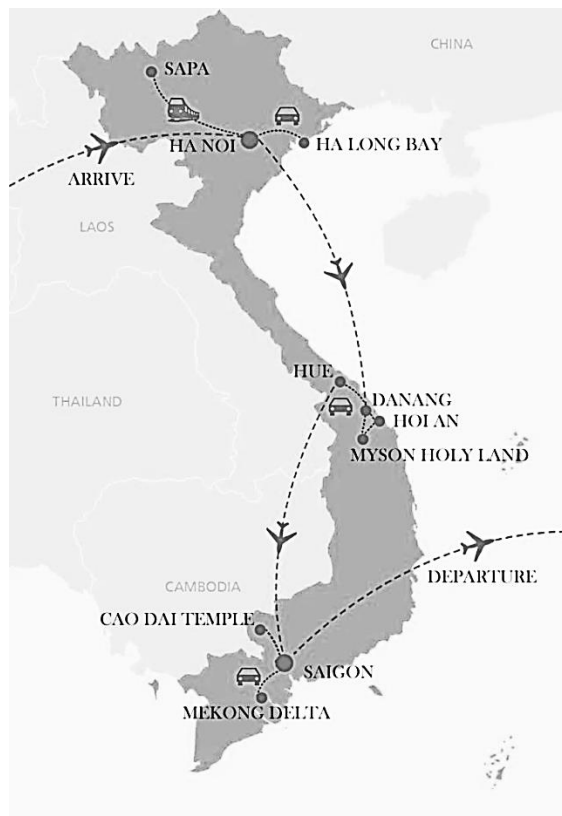 CHINA
SAPA
HA NOI
HA LONG BAY
ARRIVE
LAOS
HUE
DANANG
HOI AN
THAILAND
MYSON HOLY LAND
CAMBODIA
DEPARTURE
CAO DAI TEMPLE
SAIGON
MEKONG DELTA